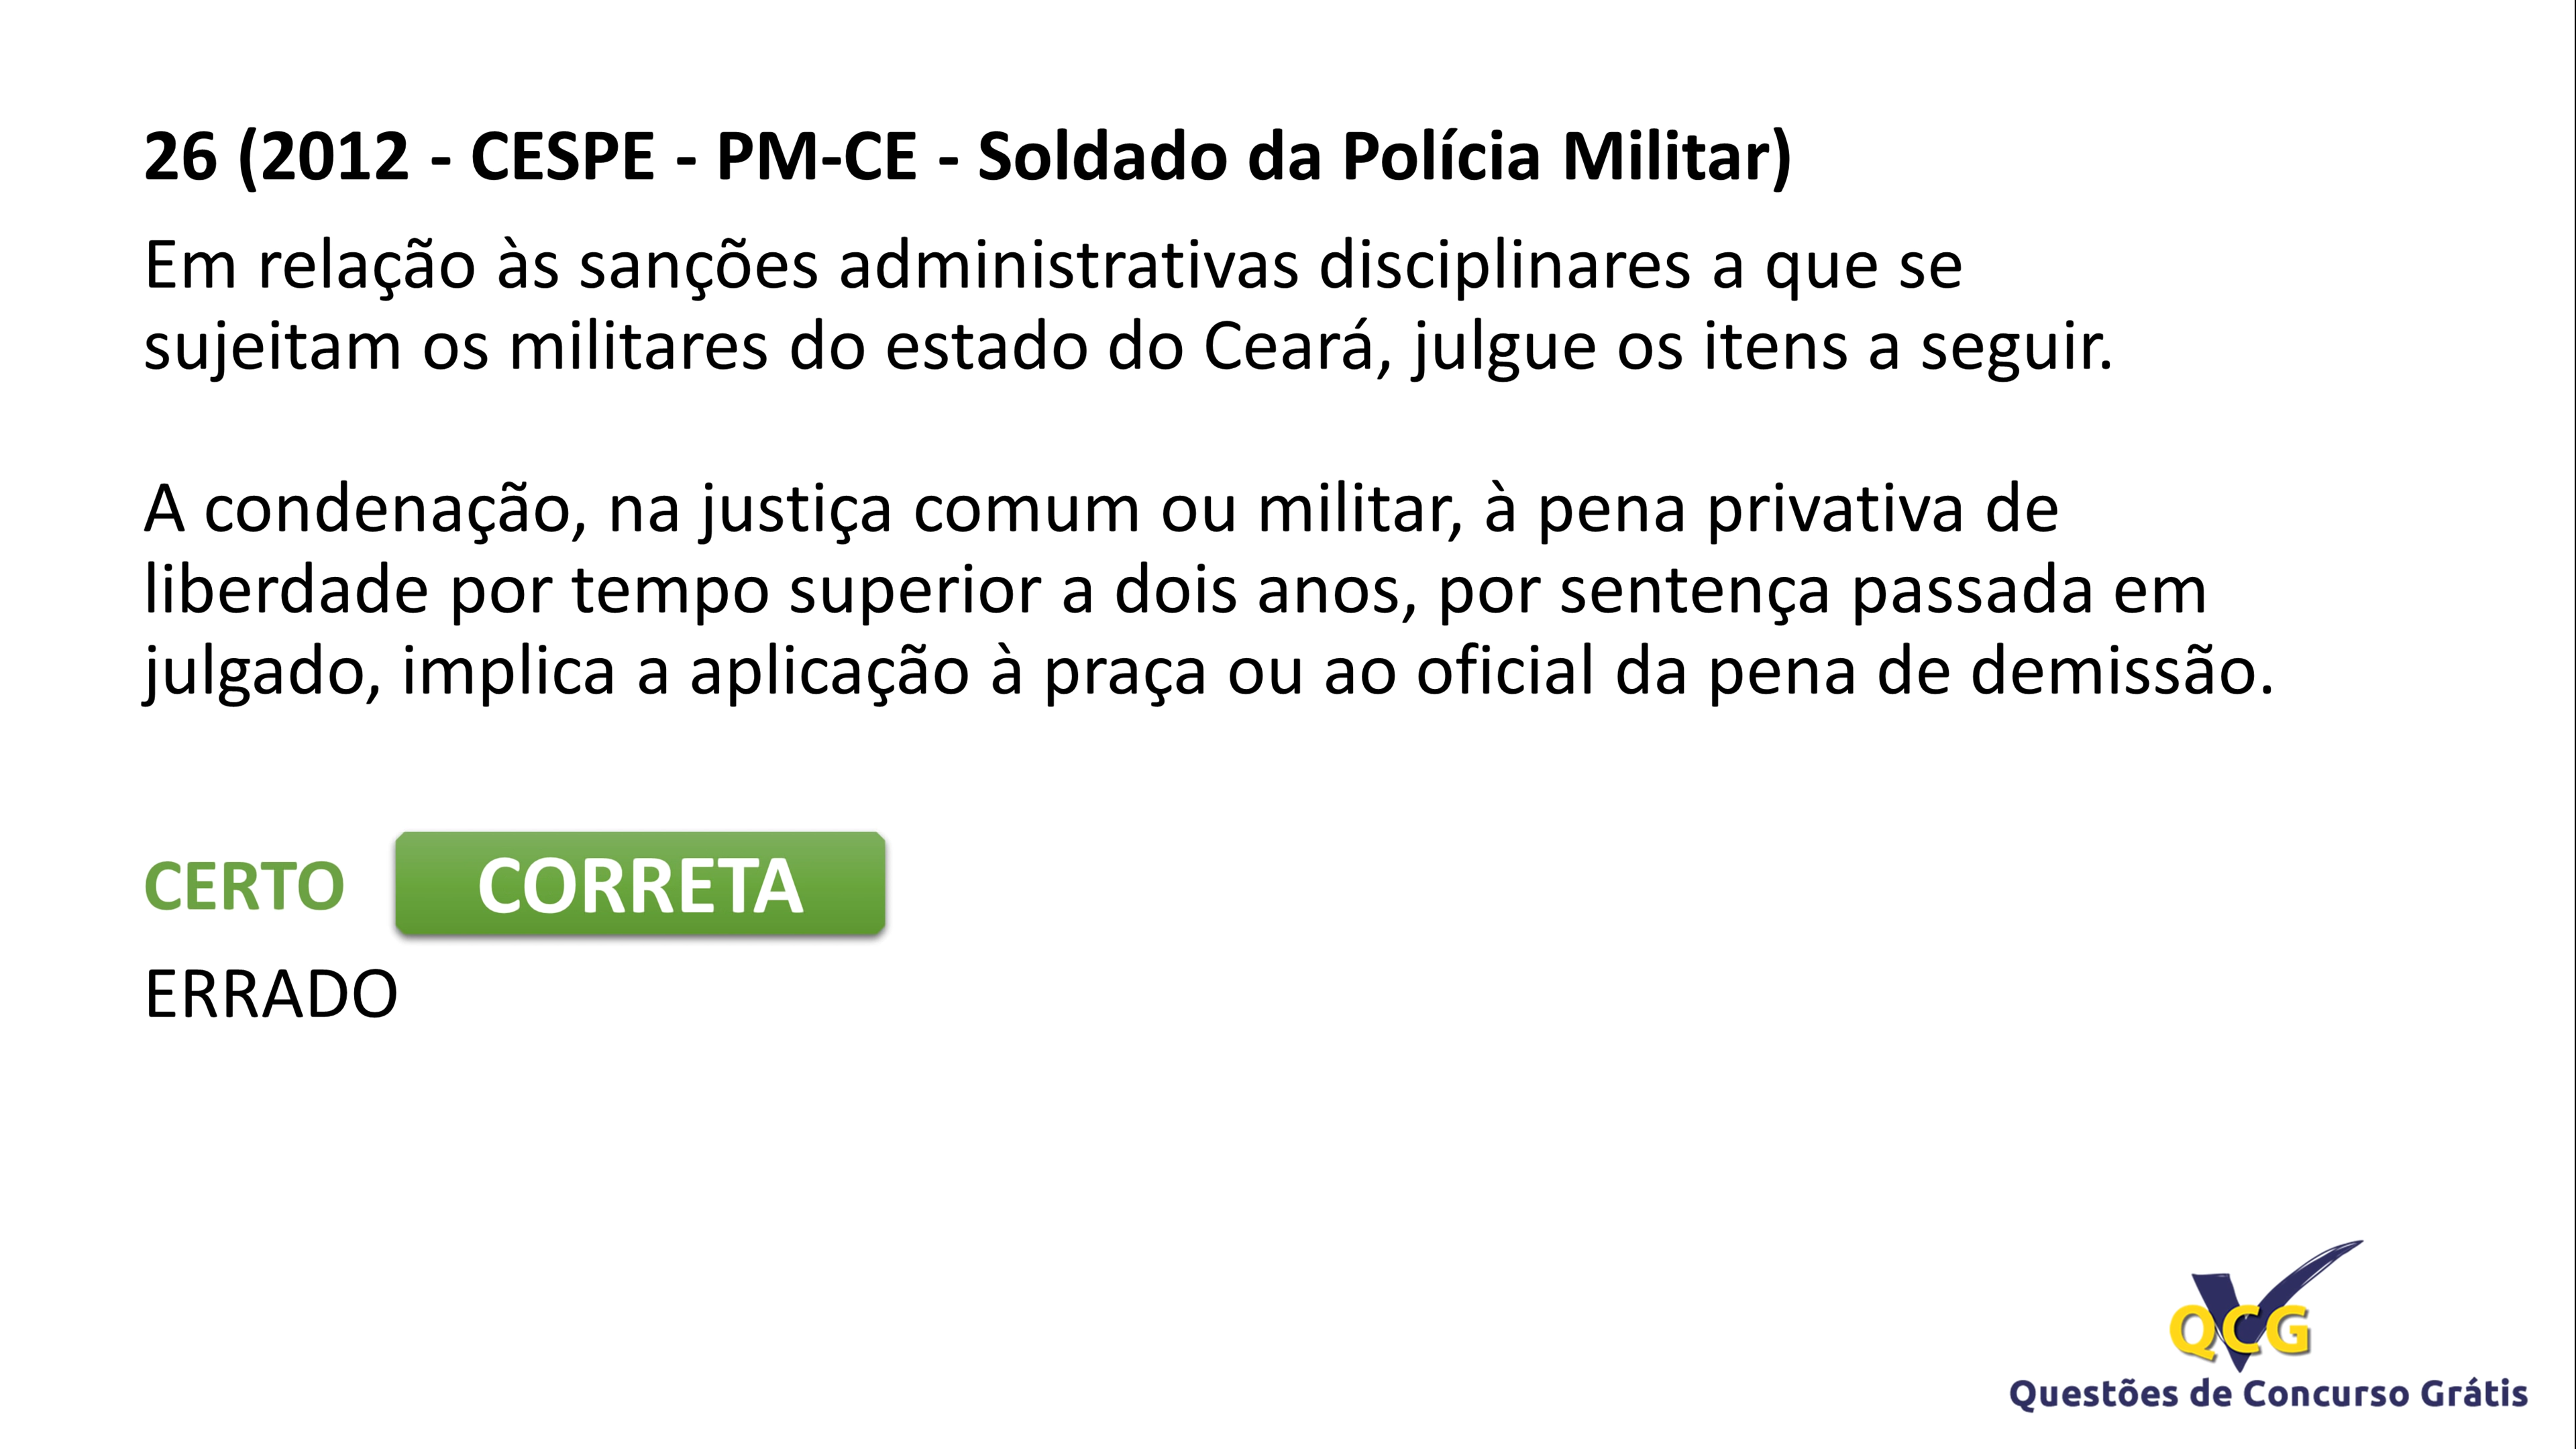 26 (2012 - CESPE - PM-CE - Soldado da Polícia Militar)
Em relação às sanções administrativas disciplinares a que se
sujeitam os militares do estado do Ceará, julgue os itens a seguir.
A condenação, na justiça comum ou militar, à pena privativa de
liberdade por tempo superior a dois anos, por sentença passada em
julgado, implica a aplicação à praça ou ao oficial da pena de demissão.
CERTO CORRETA
ERRADO
QCG
Questões de Concurso Grátis